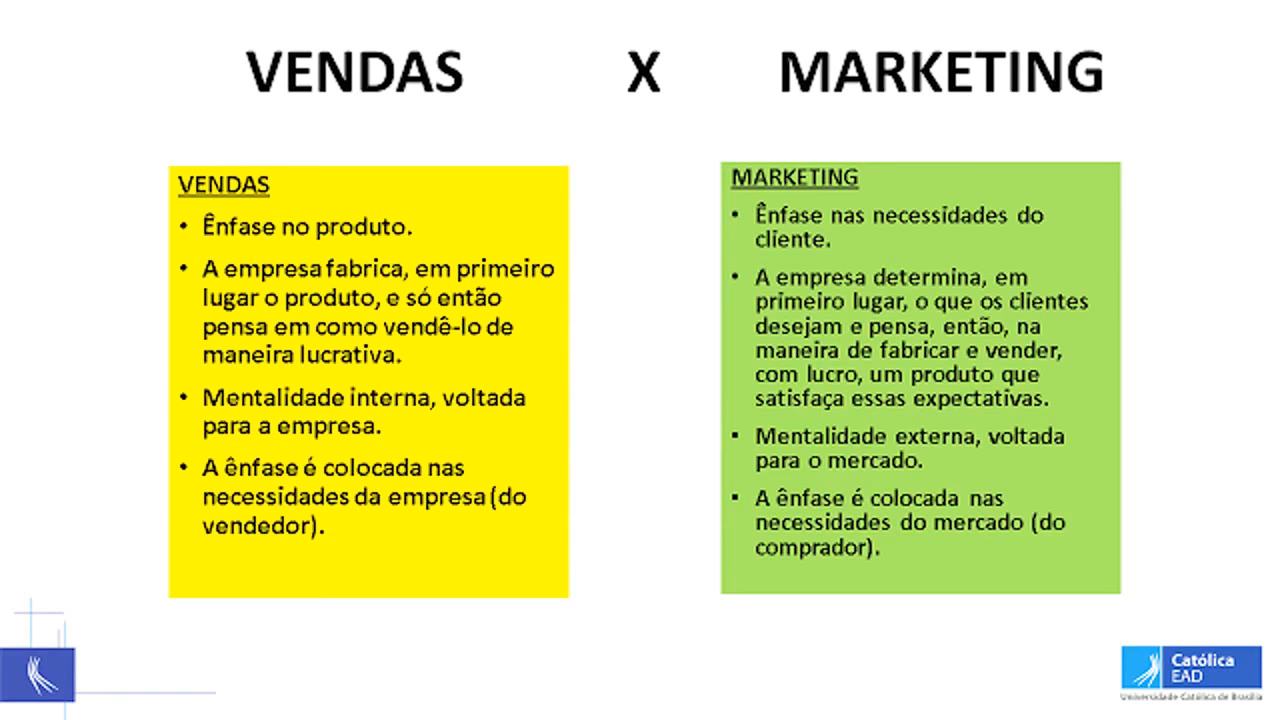 VENDAS X MARKETING
VENDAS
• Ênfase no produto.
• A empresa fabrica, em primeiro
lugar o produto, e só então
pensa em como vendê-lo de
maneira lucrativa.
• Mentalidade interna, voltada
para a empresa.
• A ênfase é colocada nas
necessidades da empresa (do
vendedor).
MARKETING
• Ênfase nas necessidades do
cliente.
• A empresa determina, em
primeiro lugar, o que os clientes
desejam e pensa, então, na
maneira de fabricar e vender,
com lucro, um produto que
satisfaça essas expectativas.
• Mentalidade externa, voltada
para o mercado.
• A ênfase é colocada nas
necessidades do mercado (do
comprador).
Católica
EAD
Universidade Católica de Brasília